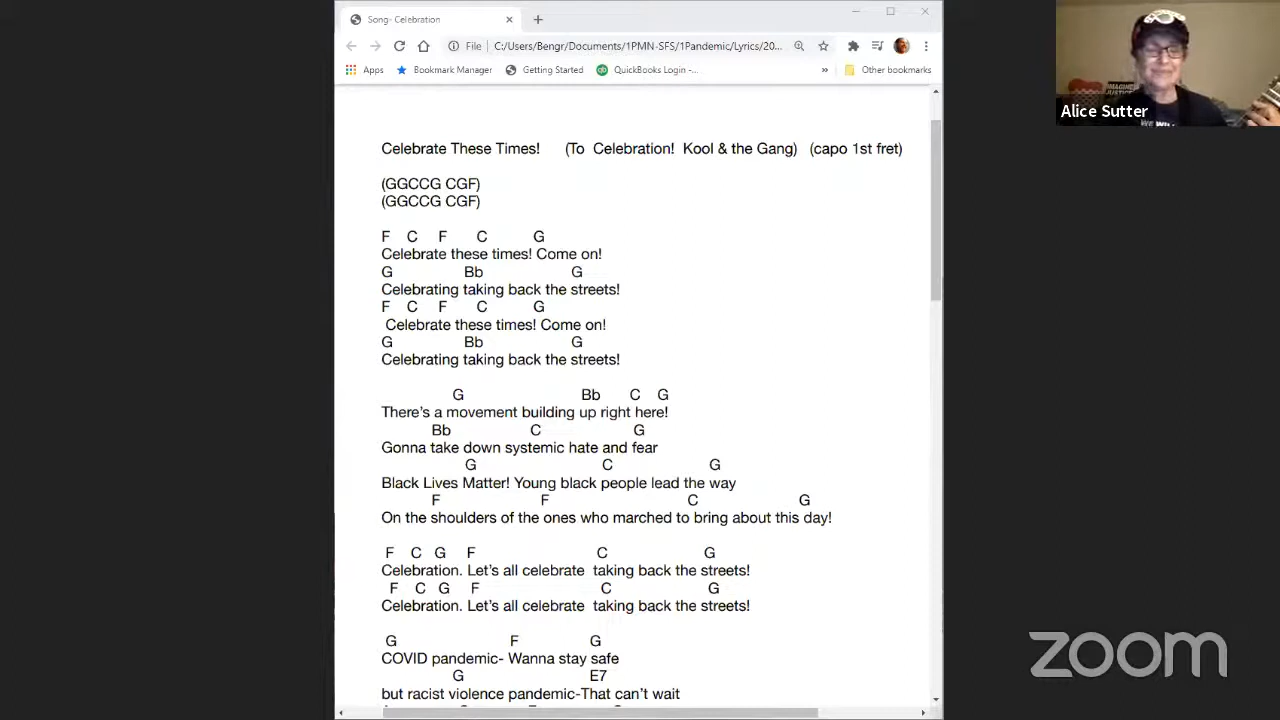 Song- Celebration
File
C:/Users/Bengr/Documents/1PMN-SFS/1Pandemic/Lyrics/20...
Apps
Bookmark Manager
Getting Started
QuickBooks Login -...
»
Other bookmarks
IMAGINE
JUSTICE
WE WILL
Alice Sutter
Celebrate These Times! (To Celebration! Kool & the Gang) (capo 1st fret)
(GGCCG CGF)
(GGCCG CGF)
F C F C G
Celebrate these times! Come on!
G Bb G
Celebrating taking back the streets!
F C F C G
Celebrate these times! Come on!
G Bb G
Celebrating taking back the streets!
G Bb C G
There's a movement building up right here!
Bb C G
Gonna take down systemic hate and fear
G C G
Black Lives Matter! Young black people lead the way
F F C G
On the shoulders of the ones who marched to bring about this day!
F C G F C G
Celebration. Let's all celebrate taking back the streets!
F C G F C G
Celebration. Let's all celebrate taking back the streets!
G F G
COVID pandemic- Wanna stay safe
G E7
but racist violence pandemic-That can't wait
zoom